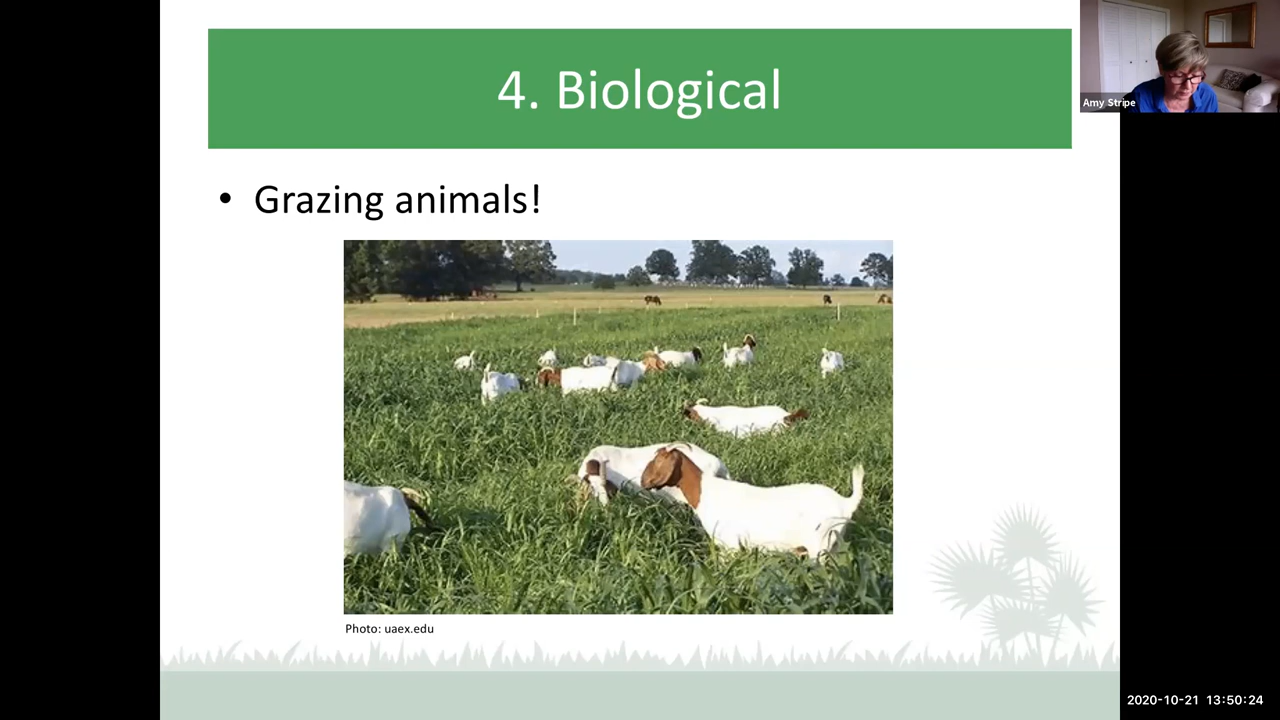 4. Biological
Amy Stripe
• Grazing animals!
Photo: uaex.edu
2020-10-21 13:50:24